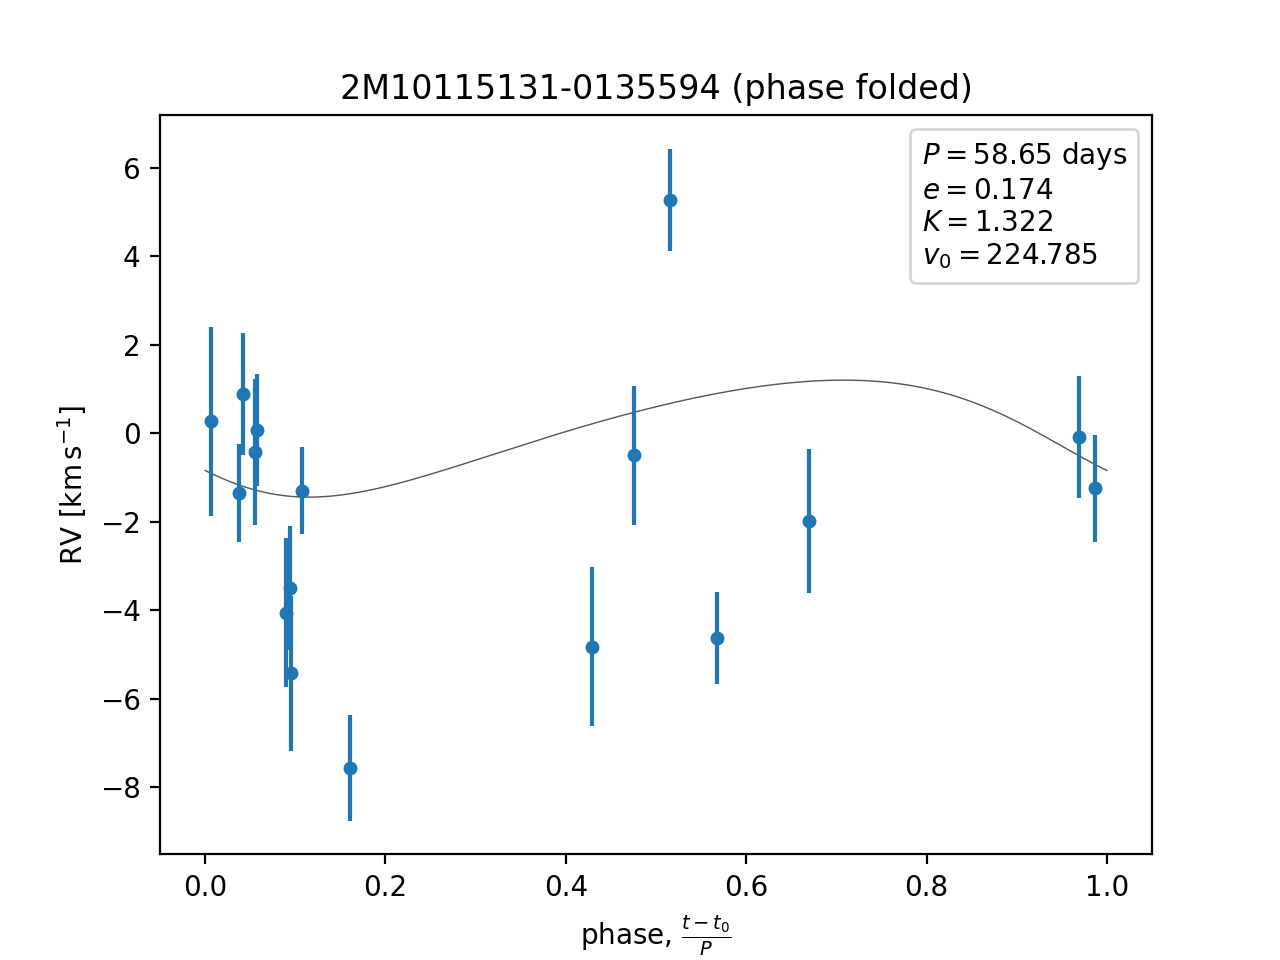 2M10115131-0135594 (phase folded)
P = 58.65 days
e = 0.174
K = 1.322
v₀ = 224.785
6
4
2
0
−2
−4
−6
−8
RV [km s⁻¹]
0.0 0.2 0.4 0.6 0.8 1.0
phase, (t − t₀)/P